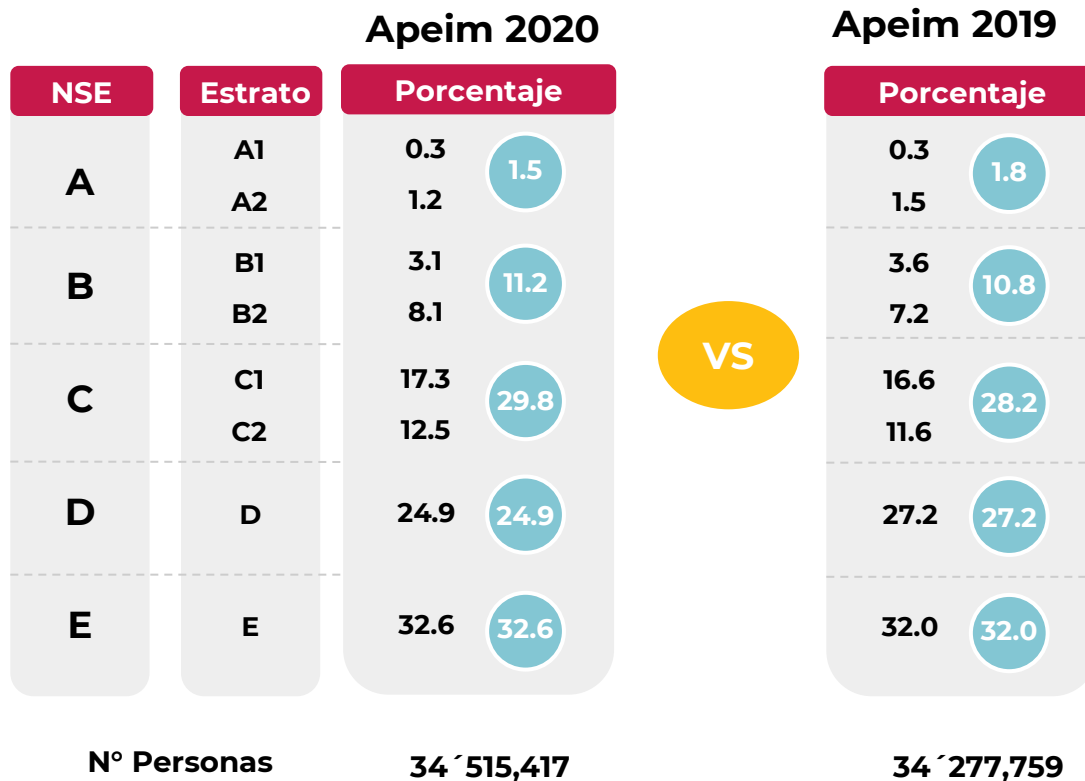 Apeim 2020 Apeim 2019
NSE Estrato Porcentaje Porcentaje
A1 0.3 0.3
A 1.5 1.8
A2 1.2 1.5
B1 3.1 3.6
B 11.2 10.8
B2 8.1 7.2
VS
C1 17.3 16.6
C 29.8 28.2
C2 12.5 11.6
D D 24.9 24.9 27.2 27.2
E E 32.6 32.6 32.0 32.0
N° Personas 34´515,417 34´277,759